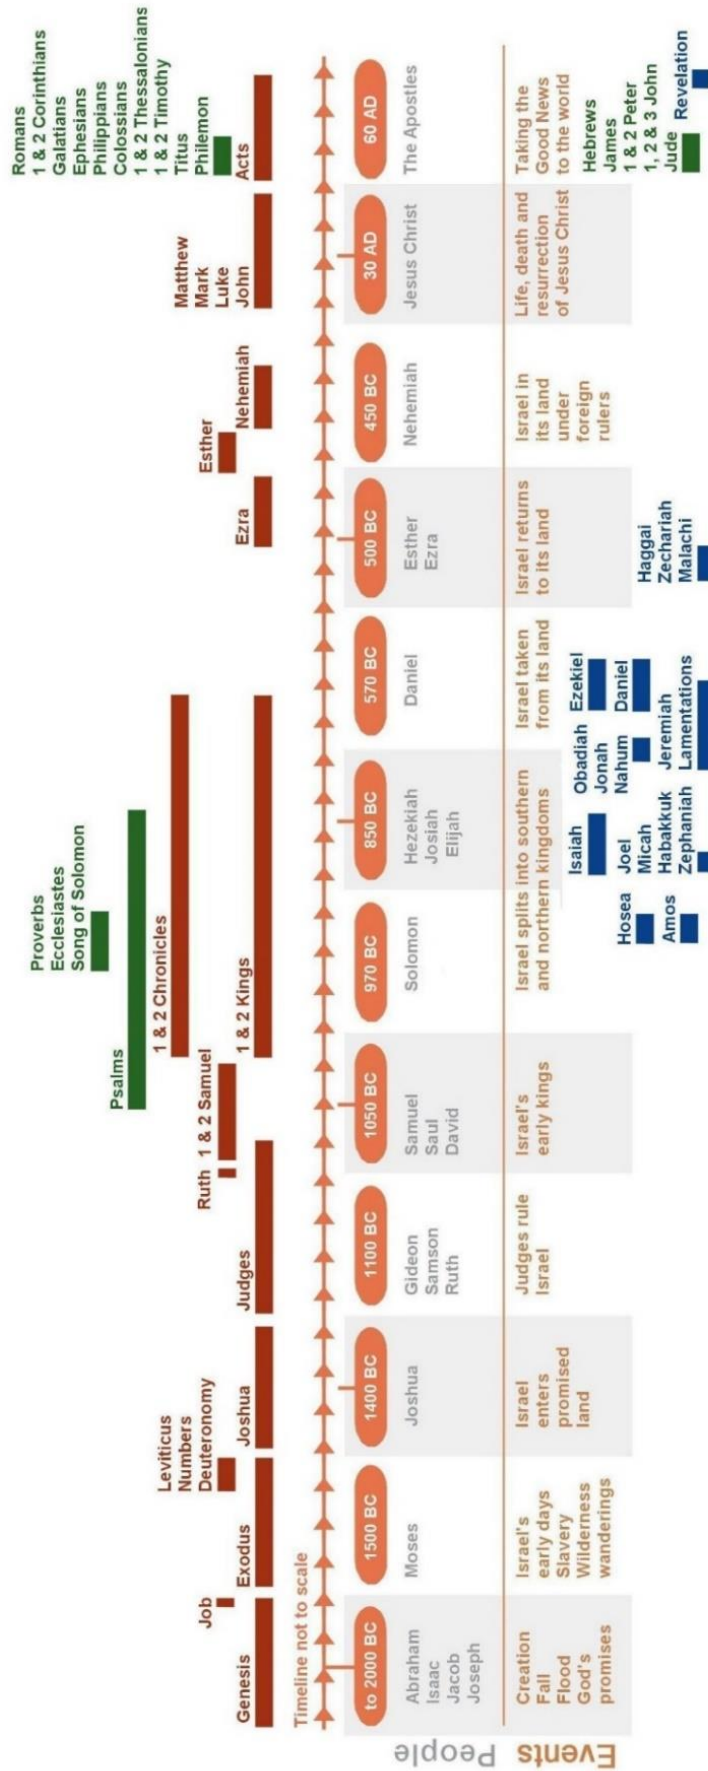 Proverbs
Ecclesiastes
Song of Solomon
Psalms
1 & 2 Chronicles
Romans
1 & 2 Corinthians
Galatians
Ephesians
Philippians
Colossians
1 & 2 Thessalonians
1 & 2 Timothy
Titus
Philemon
Leviticus
Numbers
Deuteronomy
Job
Ruth
1 & 2 Samuel
Esther
Matthew
Mark
Luke
John
Genesis
Exodus
Joshua
Judges
1 & 2 Kings
Ezra
Nehemiah
Acts
Timeline not to scale
to 2000 BC
1500 BC
1400 BC
1100 BC
1050 BC
970 BC
850 BC
570 BC
500 BC
450 BC
30 AD
60 AD
People
Abraham
Isaac
Jacob
Joseph
Moses
Joshua
Gideon
Samson
Ruth
Samuel
Saul
David
Solomon
Hezekiah
Josiah
Elijah
Daniel
Esther
Ezra
Nehemiah
Jesus Christ
The Apostles
Events
Creation
Fall
Flood
God's
promises
Israel's
early days
Slavery
Wilderness
wanderings
Israel
enters
promised
land
Judges rule
Israel
Israel's
early kings
Israel splits into southern
and northern kingdoms
Israel taken
from its land
Israel returns
to its land
Israel in
its land
under
foreign
rulers
Life, death and
resurrection
of Jesus Christ
Taking the
Good News
to the world
Hosea
Amos
Isaiah
Joel
Micah
Habakkuk
Zephaniah
Obadiah
Jonah
Nahum
Jeremiah
Lamentations
Ezekiel
Daniel
Haggai
Zechariah
Malachi
Hebrews
James
1 & 2 Peter
1, 2 & 3 John
Jude
Revelation